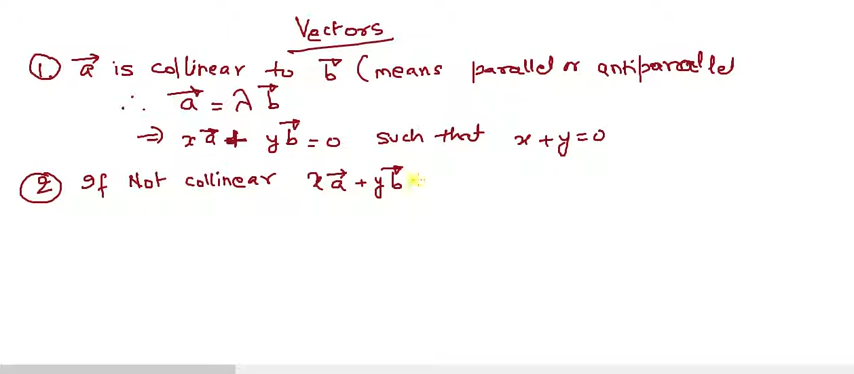 Vectors
① a⃗ is collinear to b⃗ (means parallel or antiparallel
∴ a⃗ = λ b⃗
⇒ x a⃗ + y b⃗ = 0 such that x + y = 0
② If Not collinear x a⃗ + y b⃗